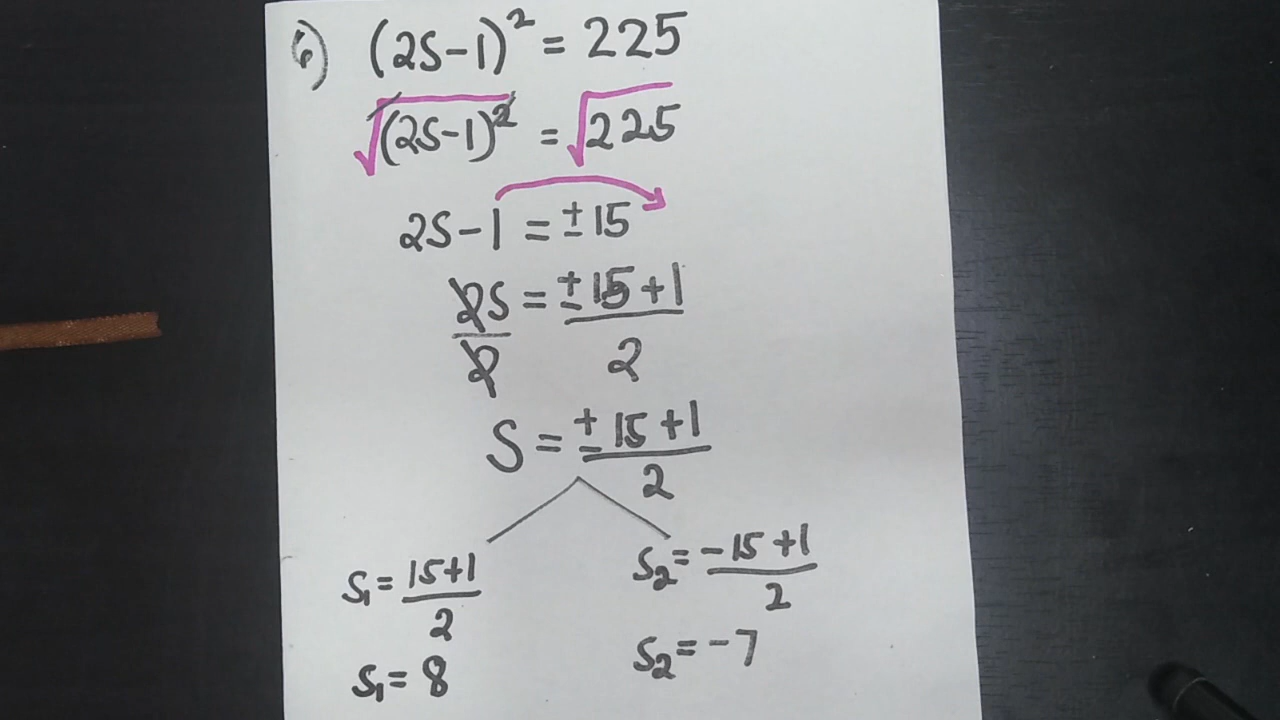 6) (2S-1)² = 225
√(2S-1)² = √225
2S-1 = ±15
2S/2 = ±15+1/2
S = ±15+1/2
S₁ = 15+1/2 S₂ = -15+1/2
S₁ = 8 S₂ = -7